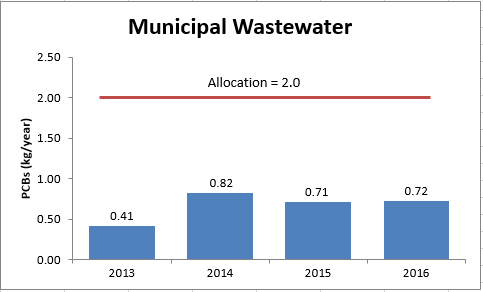 Municipal Wastewater
2.50
2.00
1.50
1.00
0.50
0.00
PCBs (kg/year)
Allocation = 2.0
0.41
0.82
0.71
0.72
2013 2014 2015 2016